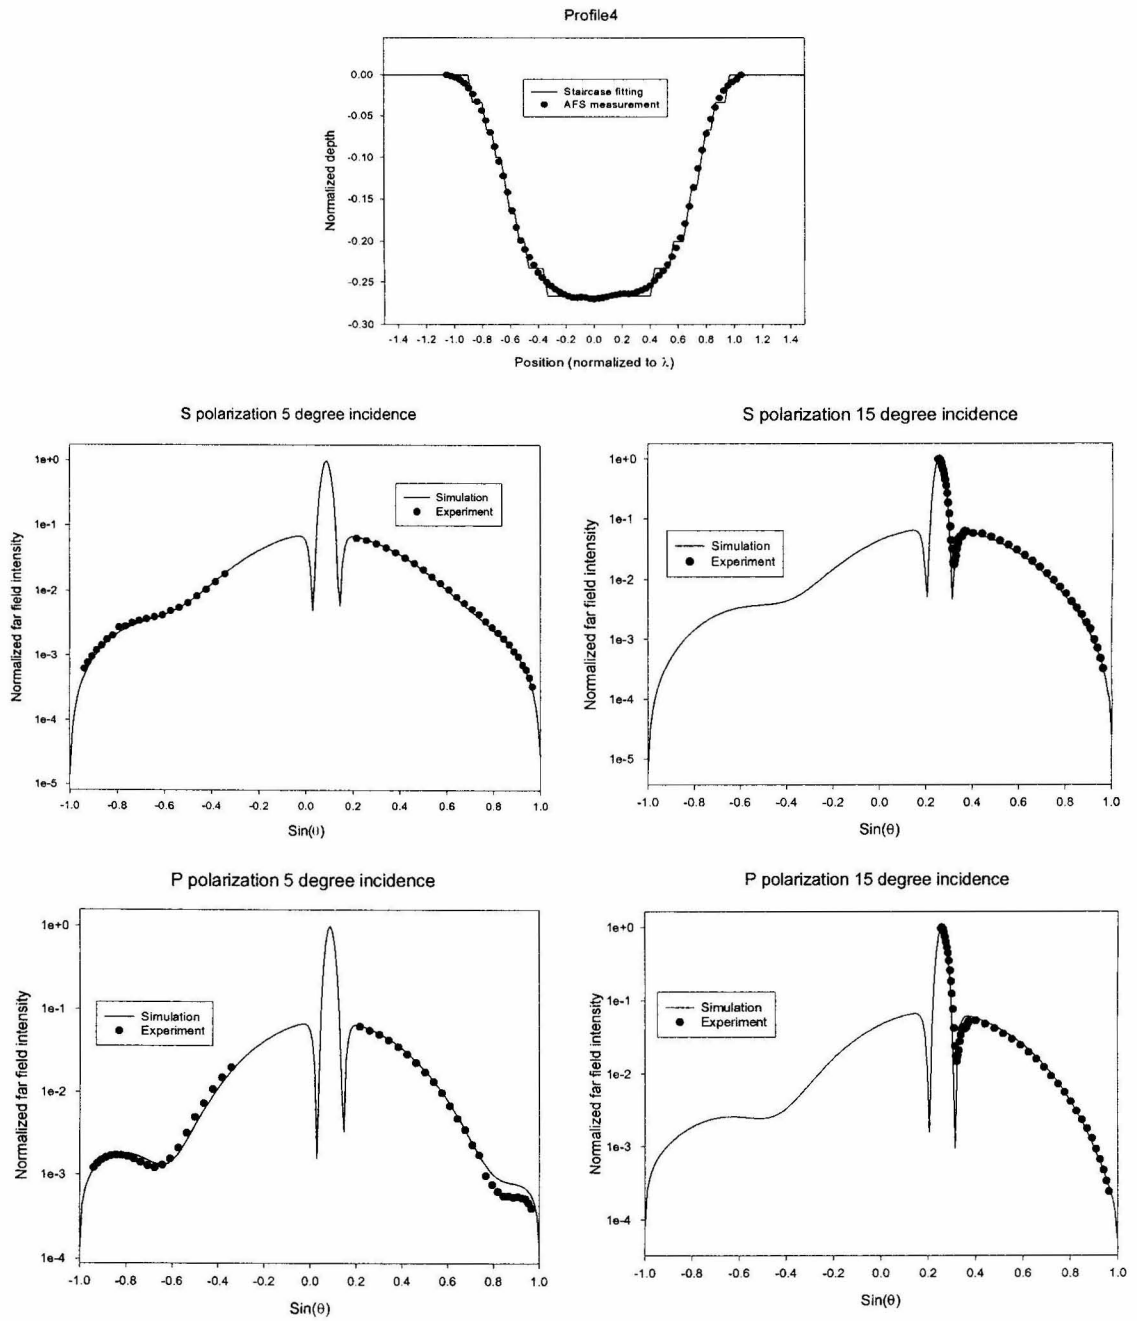 Profile4
0.00
-0.05
-0.10
-0.15
-0.20
-0.25
-0.30
Normalized depth
Staircase fitting
AFS measurement
-1.4 -1.2 -1.0 -0.8 -0.6 -0.4 -0.2 0.0 0.2 0.4 0.6 0.8 1.0 1.2 1.4
Position (normalized to λ)
S polarization 5 degree incidence
1e+0
1e-1
1e-2
1e-3
1e-4
1e-5
Normalized far field intensity
Simulation
Experiment
-1.0 -0.8 -0.6 -0.4 -0.2 0.0 0.2 0.4 0.6 0.8 1.0
Sin(θ)
S polarization 15 degree incidence
1e+0
1e-1
1e-2
1e-3
1e-4
1e-5
Normalized far field intensity
Simulation
Experiment
-1.0 -0.8 -0.6 -0.4 -0.2 0.0 0.2 0.4 0.6 0.8 1.0
Sin(θ)
P polarization 5 degree incidence
1e+0
1e-1
1e-2
1e-3
1e-4
Normalized far field intensity
Simulation
Experiment
-1.0 -0.8 -0.6 -0.4 -0.2 0.0 0.2 0.4 0.6 0.8 1.0
Sin(θ)
P polarization 15 degree incidence
1e+0
1e-1
1e-2
1e-3
1e-4
Normalized far field intensity
Simulation
Experiment
-1.0 -0.8 -0.6 -0.4 -0.2 0.0 0.2 0.4 0.6 0.8 1.0
Sin(θ)